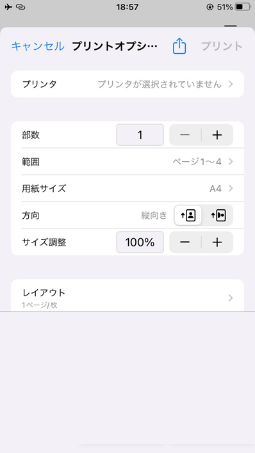 18:57
51%
キャンセル プリントオプシ… プリント
プリンタ プリンタが選択されていません
部数 1
範囲 ページ1〜4
用紙サイズ A4
方向 縦向き
サイズ調整 100%
レイアウト
1ページ/枚